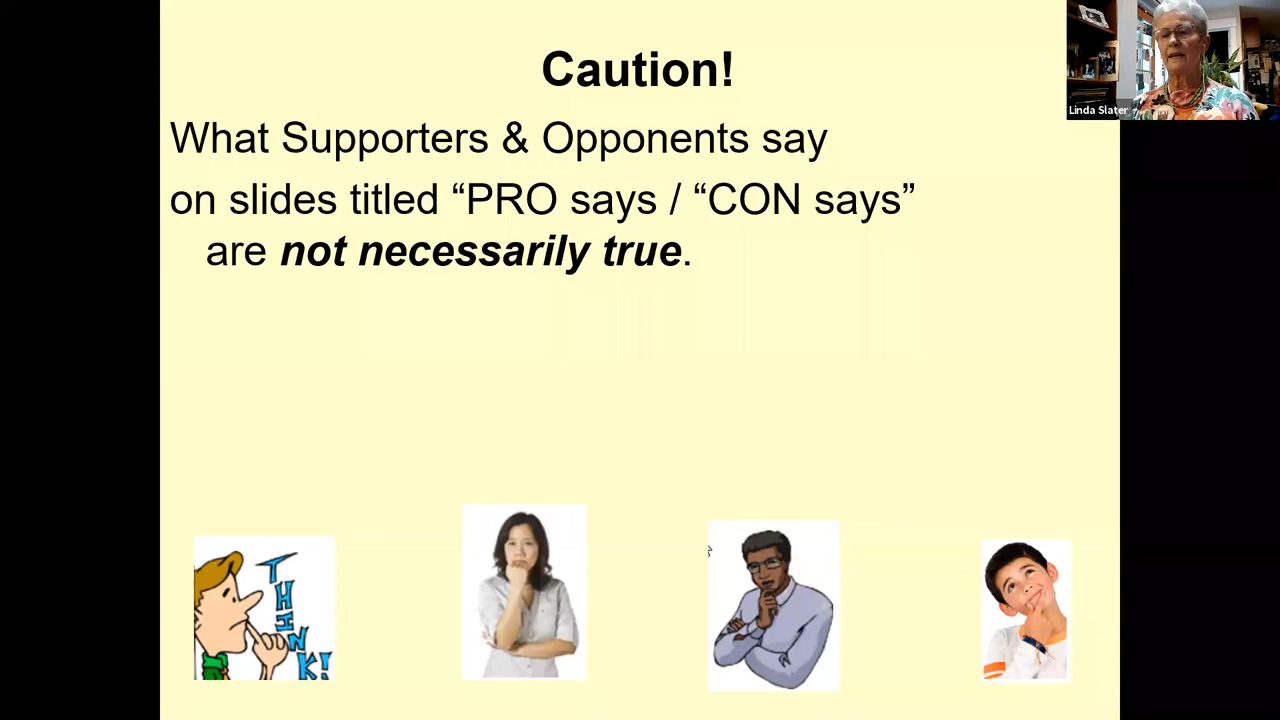 Caution!
What Supporters & Opponents say
on slides titled “PRO says / “CON says”
are not necessarily true.
Linda Slater
THINK!